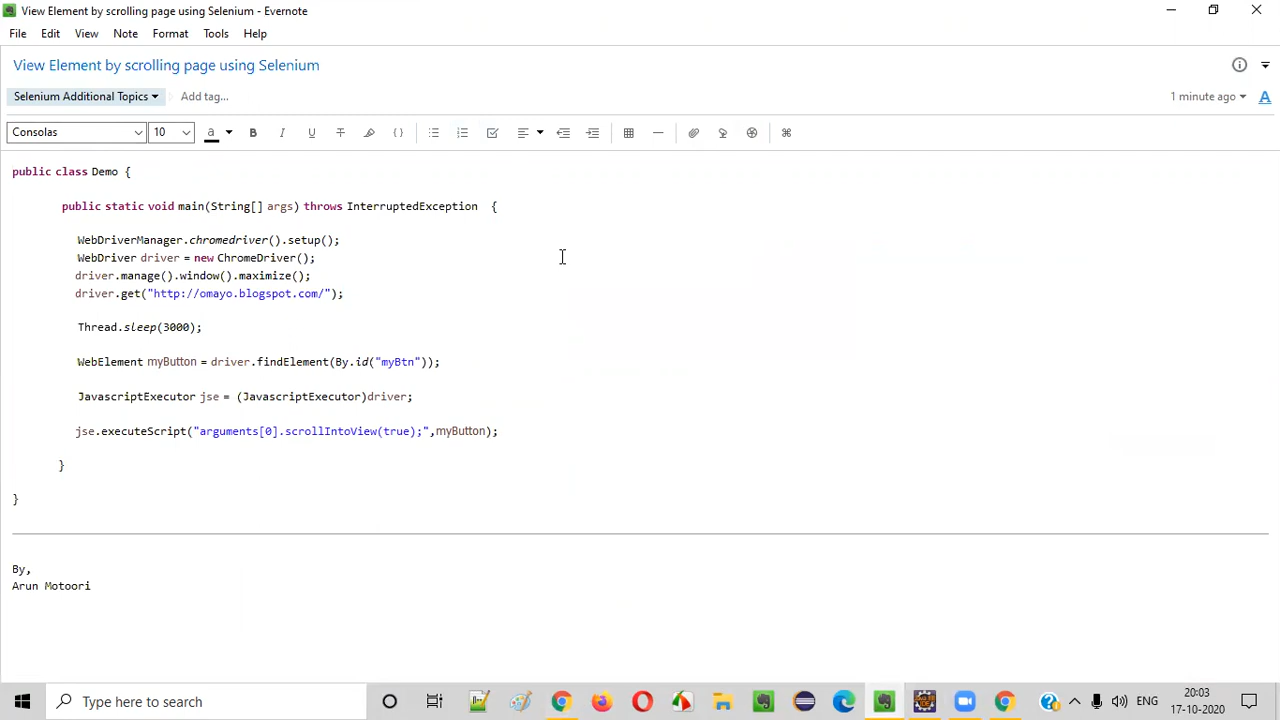 View Element by scrolling page using Selenium - Evernote
File Edit View Note Format Tools Help
View Element by scrolling page using Selenium
Selenium Additional Topics Add tag... 1 minute ago
Consolas 10
public class Demo {
public static void main(String[] args) throws InterruptedException {
WebDriverManager.chromedriver().setup();
WebDriver driver = new ChromeDriver();
driver.manage().window().maximize();
driver.get("http://omayo.blogspot.com/");
Thread.sleep(3000);
WebElement myButton = driver.findElement(By.id("myBtn"));
JavascriptExecutor jse = (JavascriptExecutor)driver;
jse.executeScript("arguments[0].scrollIntoView(true);",myButton);
}
}
By,
Arun Motoori
Type here to search
ENG
20:03
17-10-2020